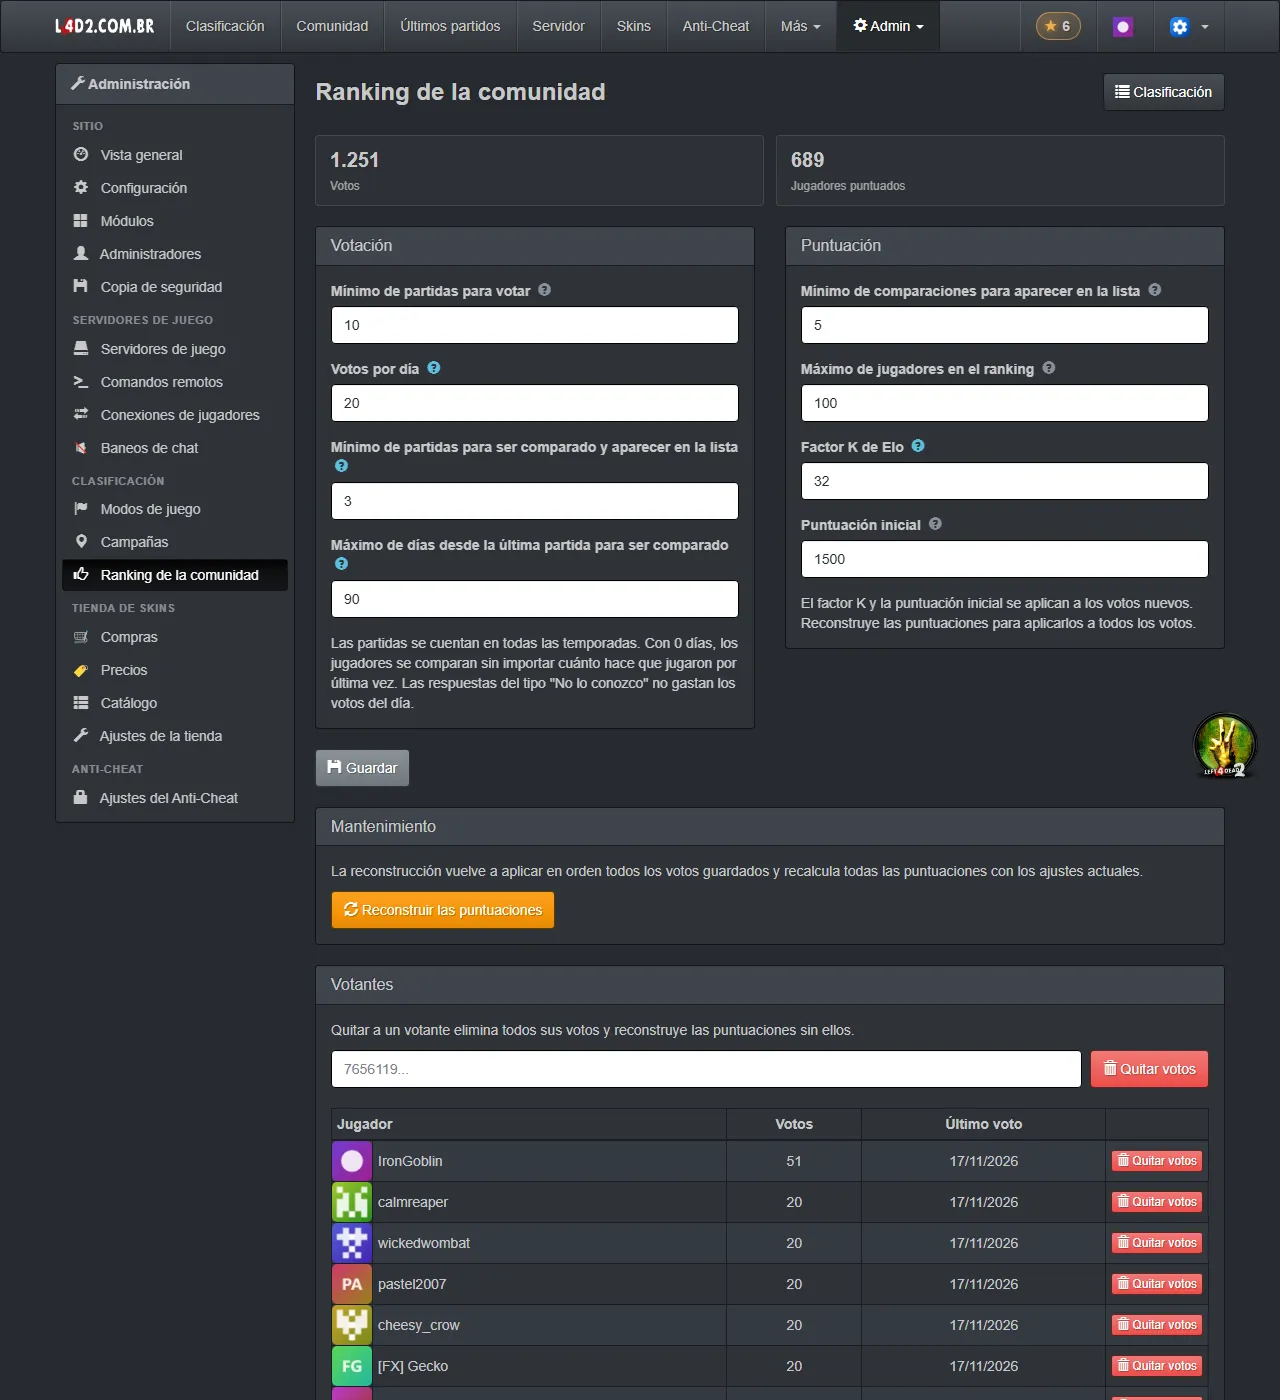 L4D2.COM.BR
Clasificación
Comunidad
Últimos partidos
Servidor
Skins
Anti-Cheat
Más
Admin
6
Administración
SITIO
Vista general
Configuración
Módulos
Administradores
Copia de seguridad
SERVIDORES DE JUEGO
Servidores de juego
Comandos remotos
Conexiones de jugadores
Baneos de chat
CLASIFICACIÓN
Modos de juego
Campañas
Ranking de la comunidad
TIENDA DE SKINS
Compras
Precios
Catálogo
Ajustes de la tienda
ANTI-CHEAT
Ajustes del Anti-Cheat
Ranking de la comunidad
Clasificación
1.251
Votos
689
Jugadores puntuados
Votación
Mínimo de partidas para votar
10
Votos por día
20
Mínimo de partidas para ser comparado y aparecer en la lista
3
Máximo de días desde la última partida para ser comparado
90
Las partidas se cuentan en todas las temporadas. Con 0 días, los
jugadores se comparan sin importar cuánto hace que jugaron por
última vez. Las respuestas del tipo "No lo conozco" no gastan los
votos del día.
Puntuación
Mínimo de comparaciones para aparecer en la lista
5
Máximo de jugadores en el ranking
100
Factor K de Elo
32
Puntuación inicial
1500
El factor K y la puntuación inicial se aplican a los votos nuevos.
Reconstruye las puntuaciones para aplicarlos a todos los votos.
LEFT 4 DEAD 2
Guardar
Mantenimiento
La reconstrucción vuelve a aplicar en orden todos los votos guardados y recalcula todas las puntuaciones con los ajustes actuales.
Reconstruir las puntuaciones
Votantes
Quitar a un votante elimina todos sus votos y reconstruye las puntuaciones sin ellos.
7656119...
Quitar votos
Jugador Votos Último voto
IronGoblin 51 17/11/2026 Quitar votos
calmreaper 20 17/11/2026 Quitar votos
wickedwombat 20 17/11/2026 Quitar votos
PA pastel2007 20 17/11/2026 Quitar votos
cheesy_crow 20 17/11/2026 Quitar votos
FG [FX] Gecko 20 17/11/2026 Quitar votos